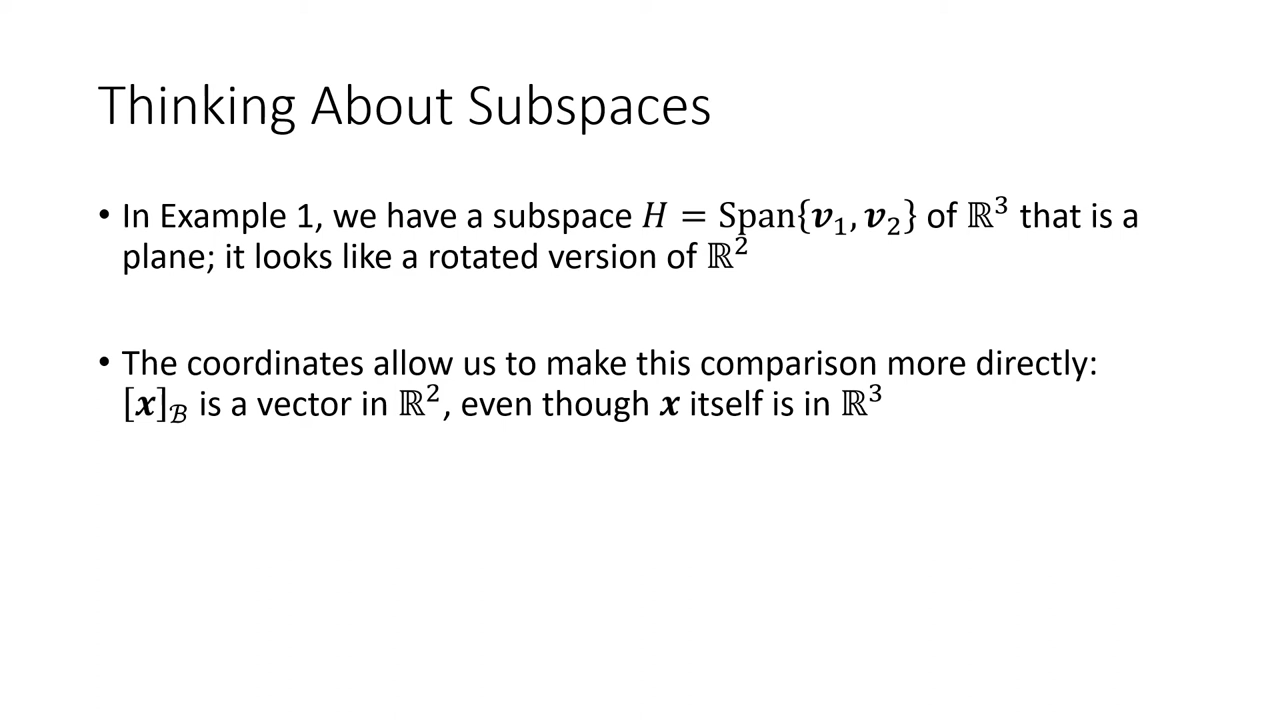 Thinking About Subspaces
• In Example 1, we have a subspace 𝐻 = Span{𝒗₁, 𝒗₂} of ℝ³ that is a
plane; it looks like a rotated version of ℝ²
• The coordinates allow us to make this comparison more directly:
[𝒙]_ℬ is a vector in ℝ², even though 𝒙 itself is in ℝ³